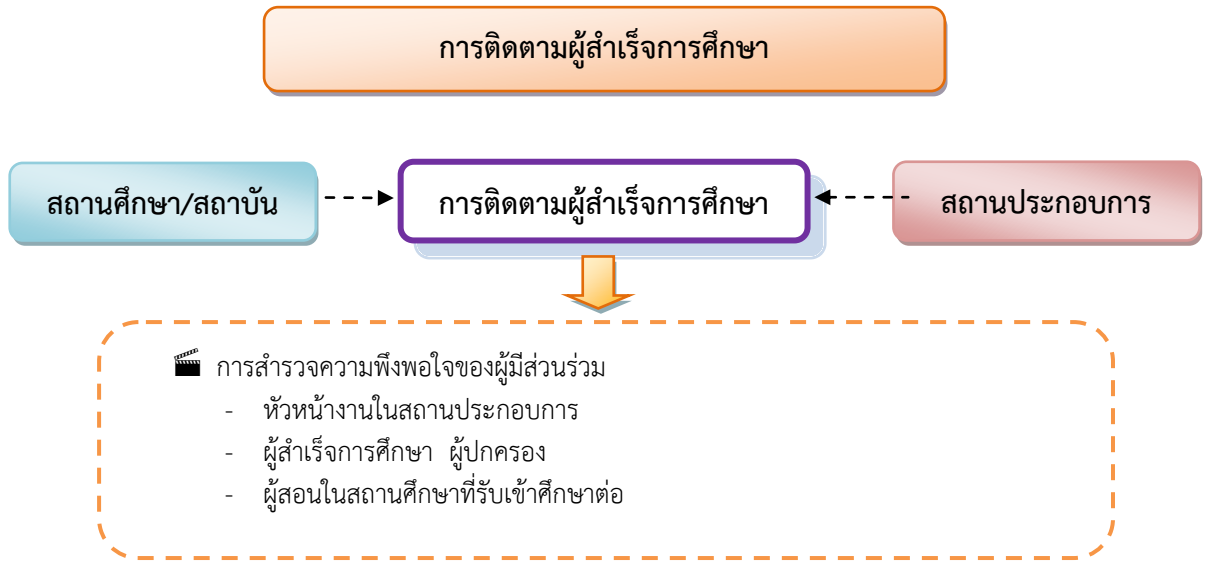 การติดตามผู้สำเร็จการศึกษา
สถานศึกษา/สถาบัน
การติดตามผู้สำเร็จการศึกษา
สถานประกอบการ
การสำรวจความพึงพอใจของผู้มีส่วนร่วม
- หัวหน้างานในสถานประกอบการ
- ผู้สำเร็จการศึกษา ผู้ปกครอง
- ผู้สอนในสถานศึกษาที่รับเข้าศึกษาต่อ